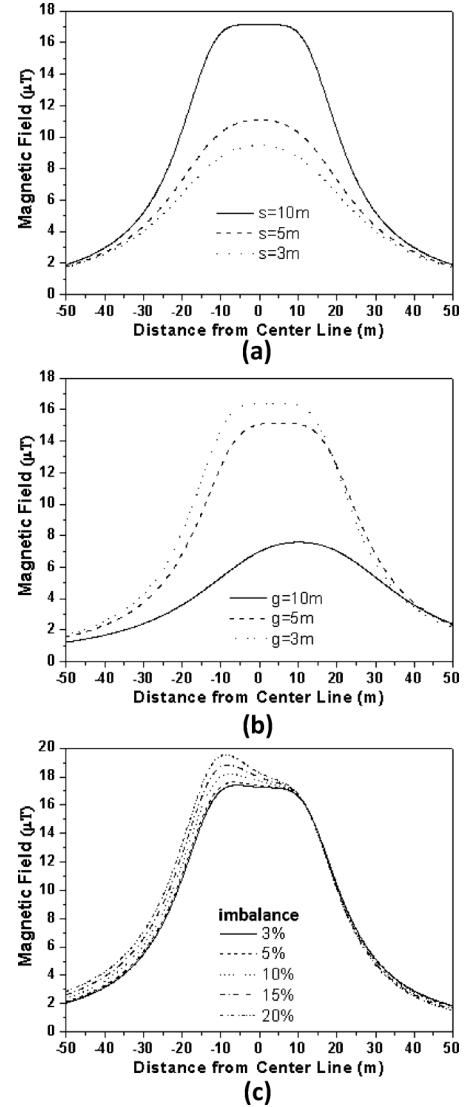 18
16
14
12
10
8
6
4
2
0
Magnetic Field (μT)
s=10m
s=5m
s=3m
-50 -40 -30 -20 -10 0 10 20 30 40 50
Distance from Center Line (m)
(a)
18
16
14
12
10
8
6
4
2
0
Magnetic Field (μT)
g=10m
g=5m
g=3m
-50 -40 -30 -20 -10 0 10 20 30 40 50
Distance from Center Line (m)
(b)
20
18
16
14
12
10
8
6
4
2
0
Magnetic Field (μT)
imbalance
3%
5%
10%
15%
20%
-50 -40 -30 -20 -10 0 10 20 30 40 50
Distance from Center Line (m)
(c)